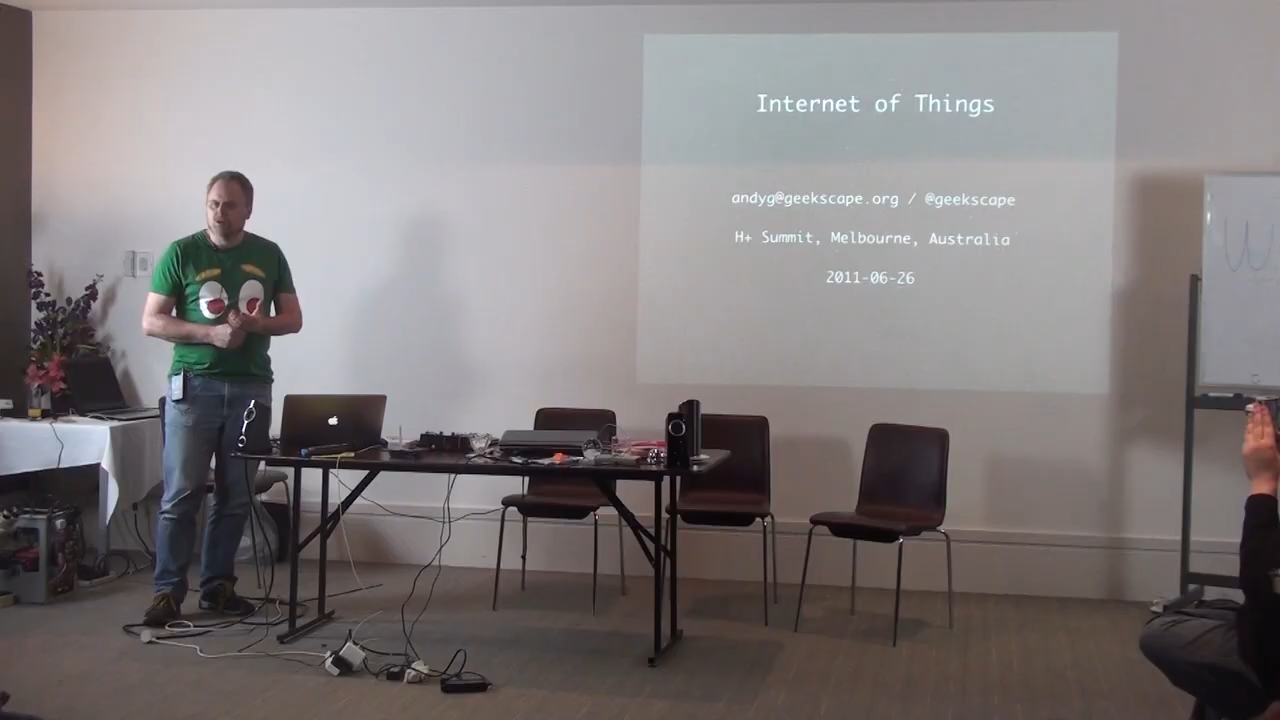 Internet of Things
andyg@geekscape.org / @geekscape
H+ Summit, Melbourne, Australia
2011-06-26